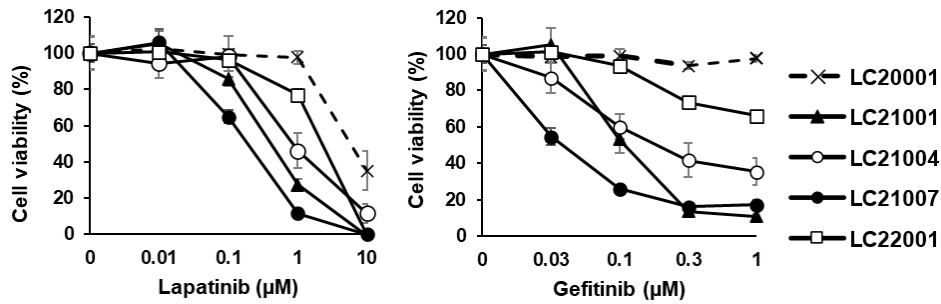 120
100
80
60
40
20
0
Cell viability (%)
0 0.01 0.1 1 10
Lapatinib (µM)
120
100
80
60
40
20
0
Cell viability (%)
0 0.03 0.1 0.3 1
Gefitinib (µM)
LC20001
LC21001
LC21004
LC21007
LC22001